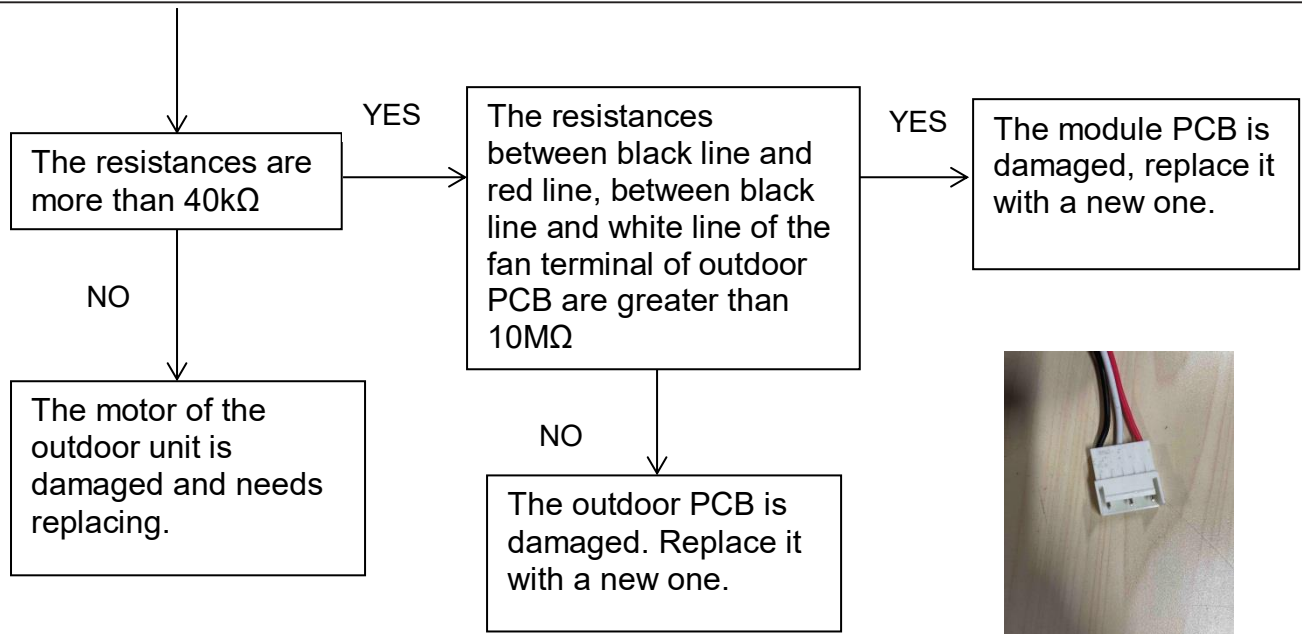 The resistances are
more than 40kΩ
YES
The resistances
between black line and
red line, between black
line and white line of the
fan terminal of outdoor
PCB are greater than
10MΩ
YES
The module PCB is
damaged, replace it
with a new one.
NO
The motor of the
outdoor unit is
damaged and needs
replacing.
NO
The outdoor PCB is
damaged. Replace it
with a new one.